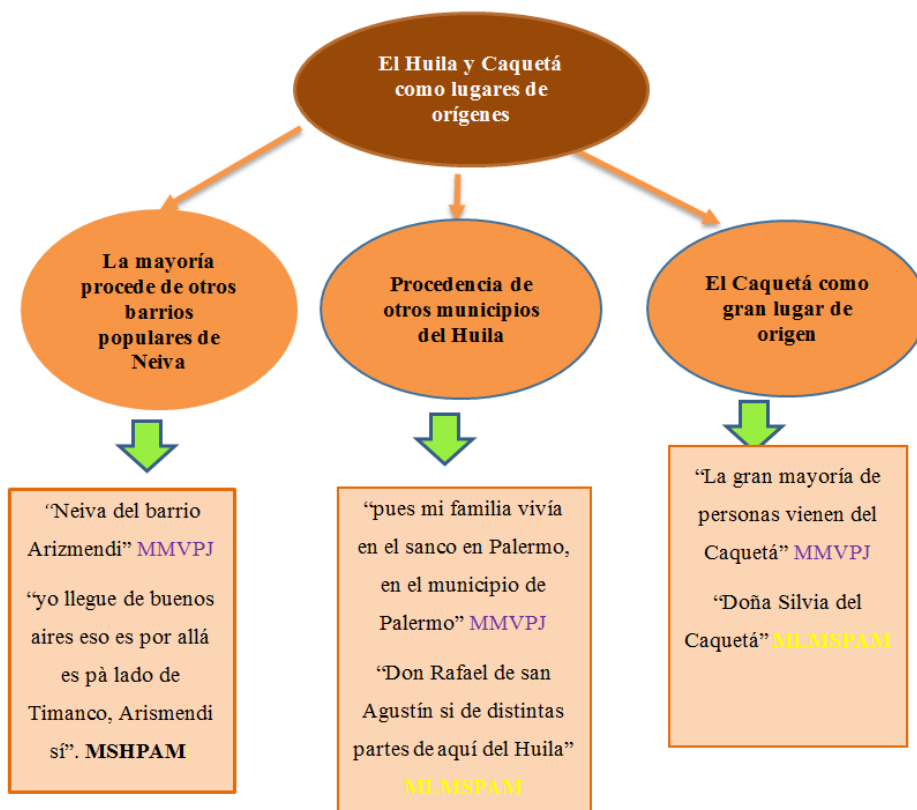 El Huila y Caquetá
como lugares de
orígenes
La mayoría
procede de otros
barrios
populares de
Neiva
Procedencia de
otros municipios
del Huila
El Caquetá como
gran lugar de
origen
“Neiva del barrio
Arizmendi” MMVPJ
“yo llegue de buenos
aires eso es por allá
es pà lado de
Timanco, Arismendi
sí”. MSHPAM
“pues mi familia vivía
en el sanco en Palermo,
en el municipio de
Palermo” MMVPJ
“Don Rafael de san
Agustín si de distintas
partes de aquí del Huila”
MLMSPAM
“La gran mayoría de
personas vienen del
Caquetá” MMVPJ
“Doña Silvia del
Caquetá” MLMSPAM